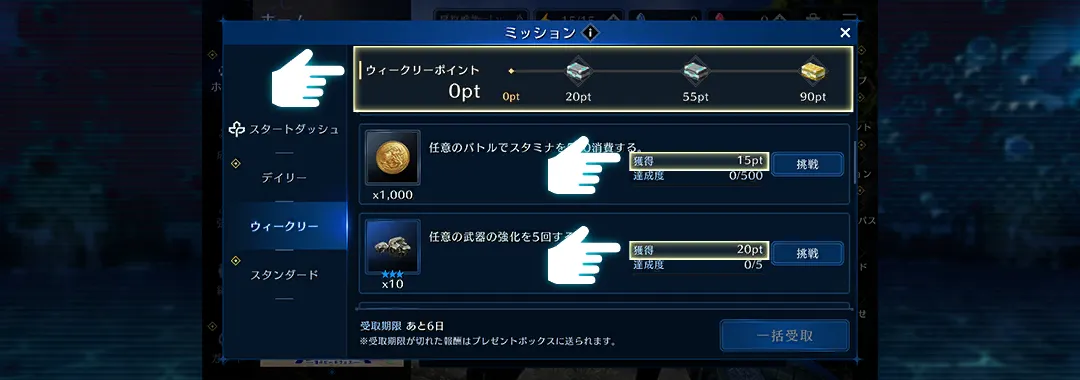 ホーム
15/15
ミッション
ウィークリーポイント
0pt
0pt
20pt
55pt
90pt
スタートダッシュ
デイリー
ウィークリー
スタンダード
任意のバトルでスタミナを
消費する。
獲得 15pt
達成度 0/500
挑戦
x1,000
任意の武器の強化を5回する
獲得 20pt
達成度 0/5
挑戦
x10
受取期限 あと6日
※受取期限が切れた報酬はプレゼントボックスに送られます。
一括受取